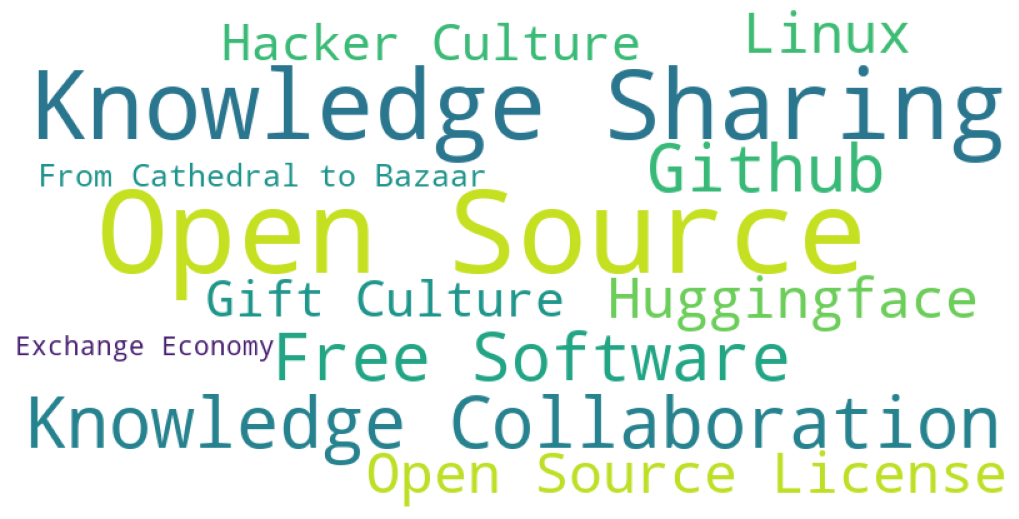 Hacker Culture
Linux
Knowledge Sharing
Github
From Cathedral to Bazaar
Open Source
Gift Culture
Huggingface
Exchange Economy
Free Software
Knowledge Collaboration
Open Source License